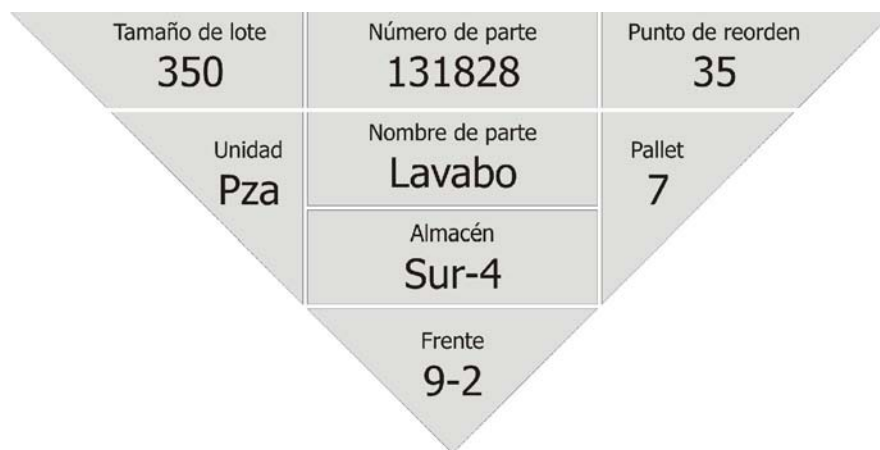 Tamaño de lote
350
Número de parte
131828
Punto de reorden
35
Unidad
Pza
Nombre de parte
Lavabo
Pallet
7
Almacén
Sur-4
Frente
9-2